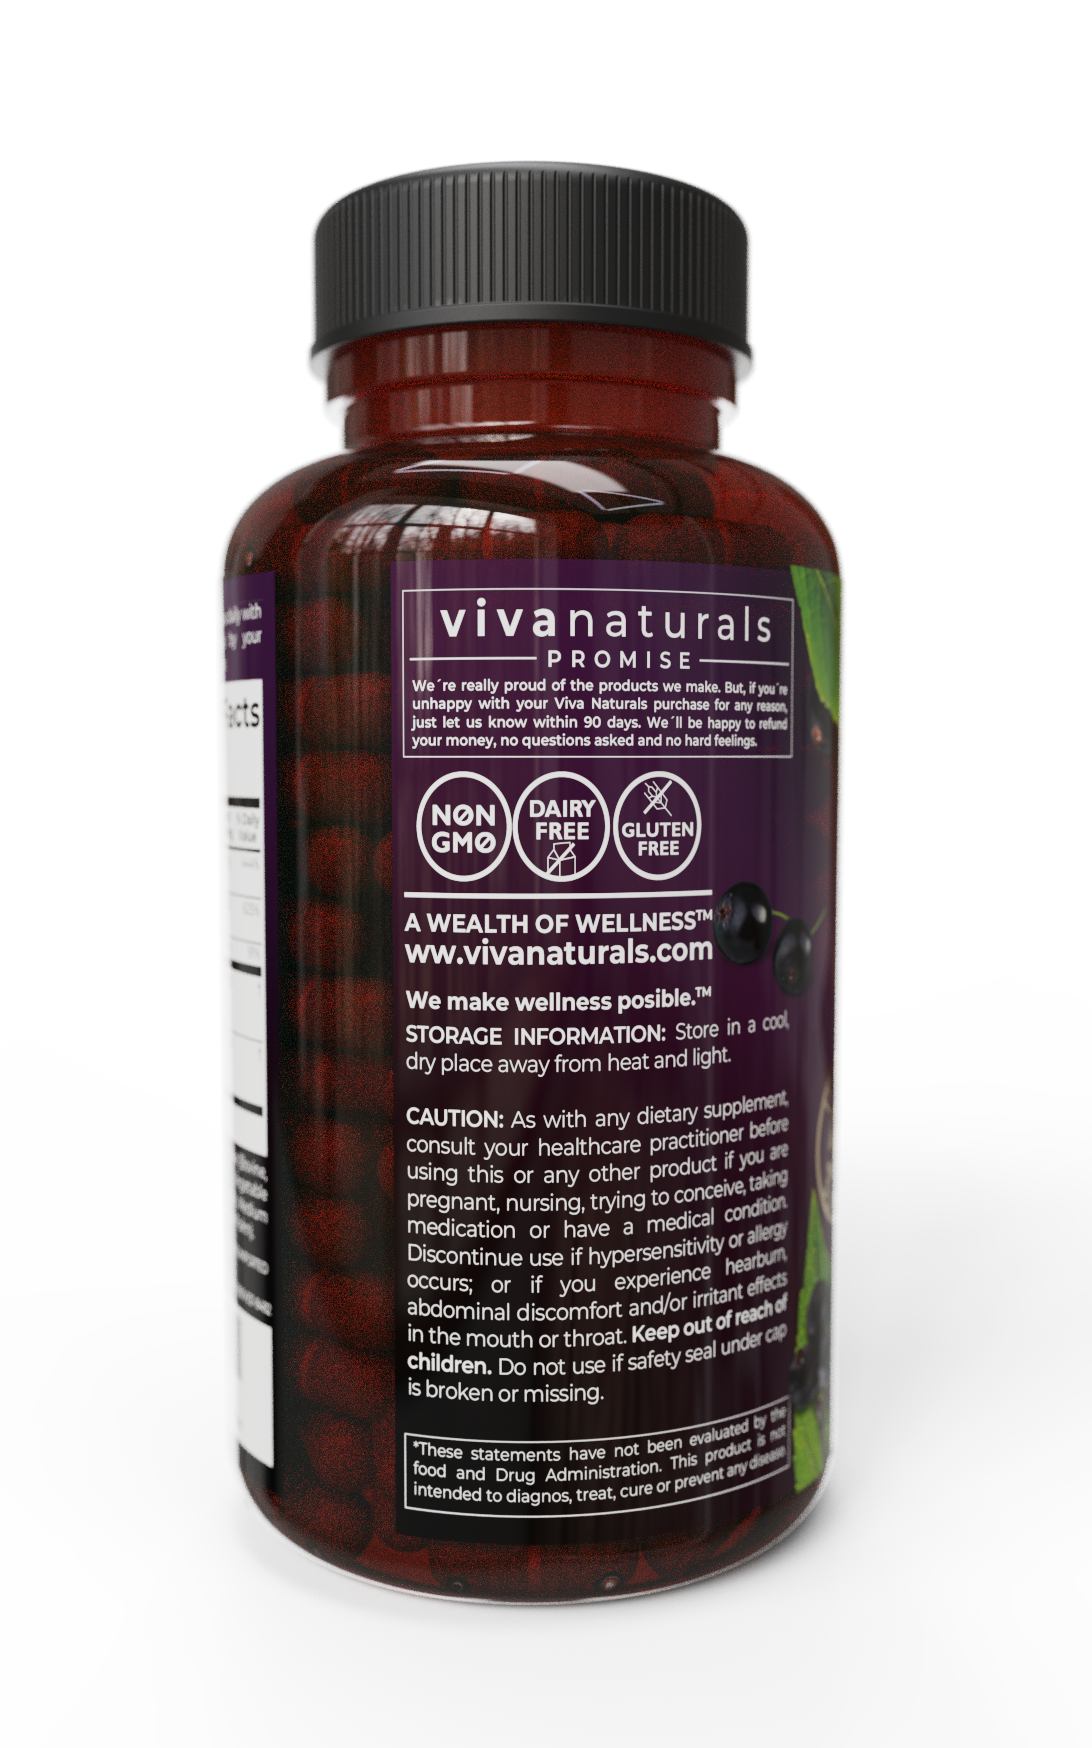 with
your
acts
% Daily
Value
vivanaturals
PROMISE
We´re really proud of the products we make. But, if you´re
unhappy with your Viva Naturals purchase for any reason,
just let us know within 90 days. We´ll be happy to refund
your money, no questions asked and no hard feelings.
NØN
GMØ
DAIRY
FREE
GLUTEN
FREE
A WEALTH OF WELLNESS™
ww.vivanaturals.com
We make wellness posible.™
STORAGE INFORMATION: Store in a cool,
dry place away from heat and light.
CAUTION: As with any dietary supplement,
consult your healthcare practitioner before
using this or any other product if you are
pregnant, nursing, trying to conceive, taking
medication or have a medical condition.
Discontinue use if hypersensitivity or allergy
occurs; or if you experience hearburn,
abdominal discomfort and/or irritant effects
in the mouth or throat. Keep out of reach of
children. Do not use if safety seal under cap
is broken or missing.
*These statements have not been evaluated by the
food and Drug Administration. This product is not
intended to diagnos, treat, cure or prevent any disease.